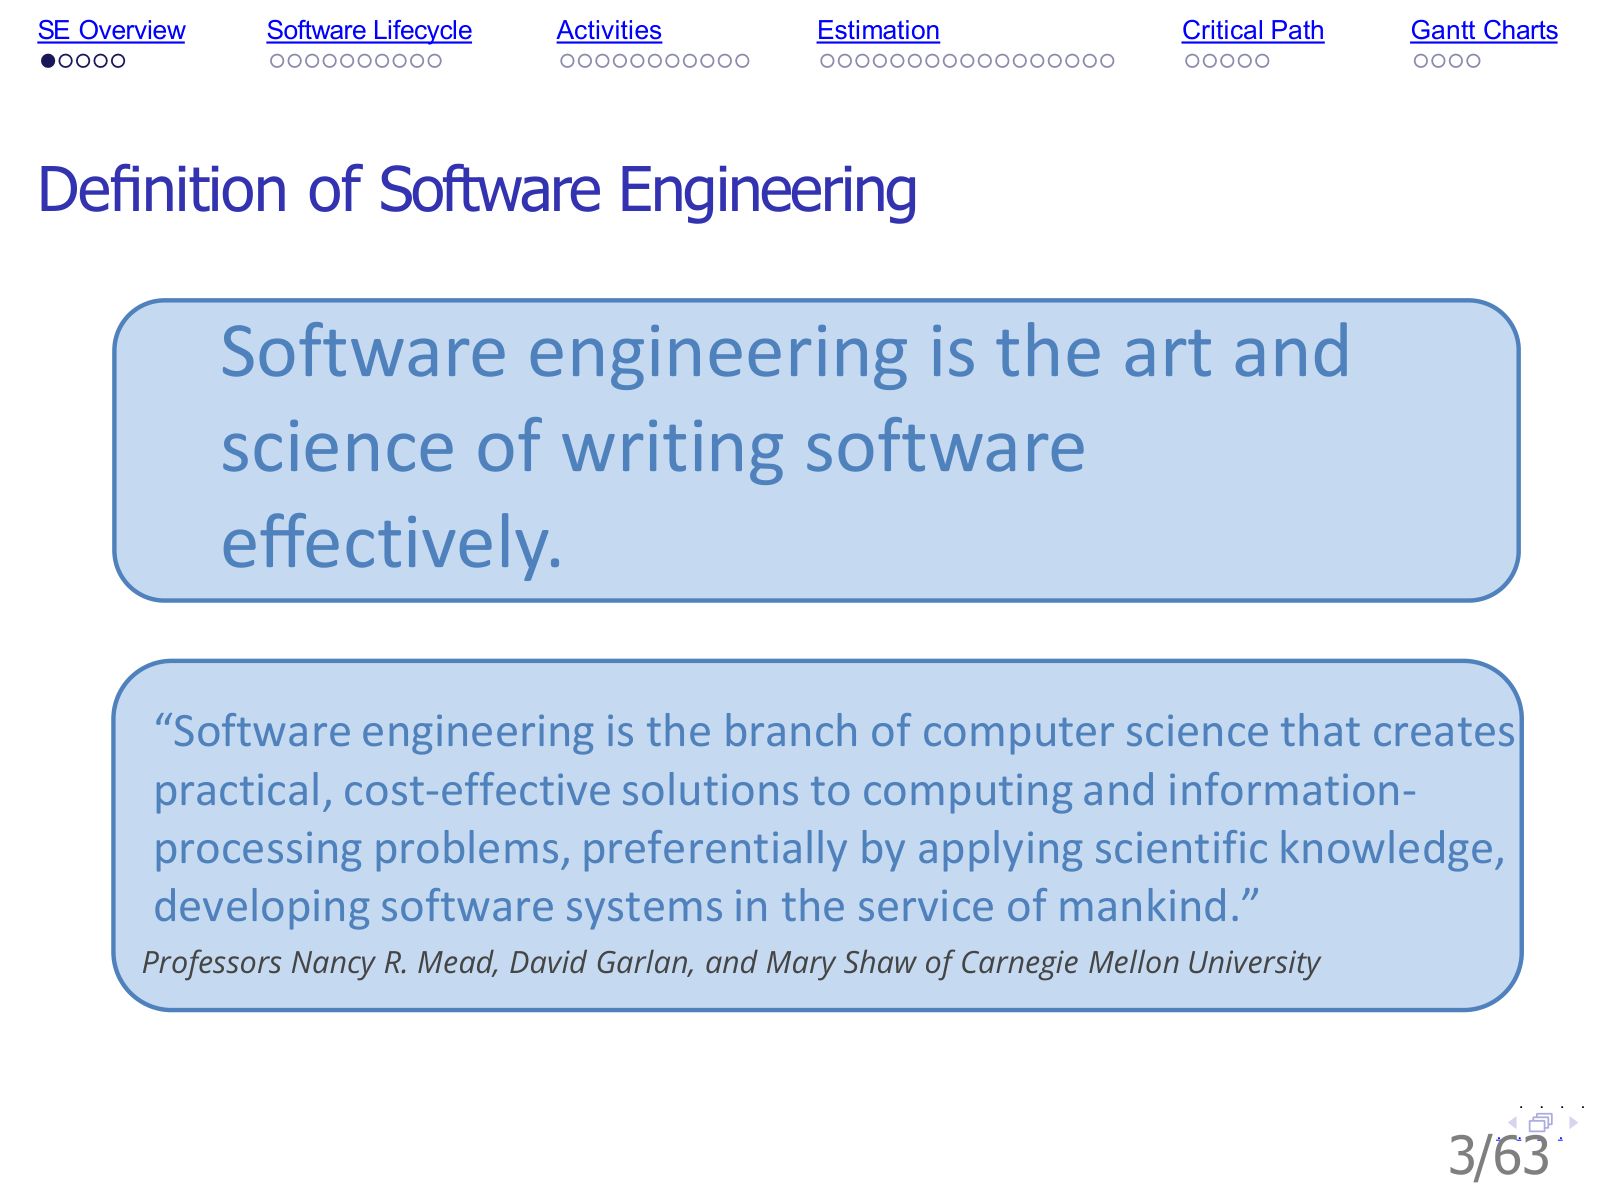 SE Overview Software Lifecycle Activities Estimation Critical Path Gantt Charts
Definition of Software Engineering
Software engineering is the art and
science of writing software
effectively.
“Software engineering is the branch of computer science that creates
practical, cost-effective solutions to computing and information-
processing problems, preferentially by applying scientific knowledge,
developing software systems in the service of mankind.”
Professors Nancy R. Mead, David Garlan, and Mary Shaw of Carnegie Mellon University
3/63